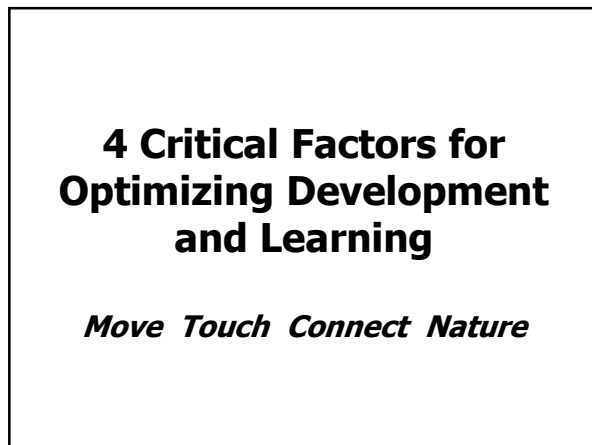 4 Critical Factors for
Optimizing Development
and Learning
Move Touch Connect Nature